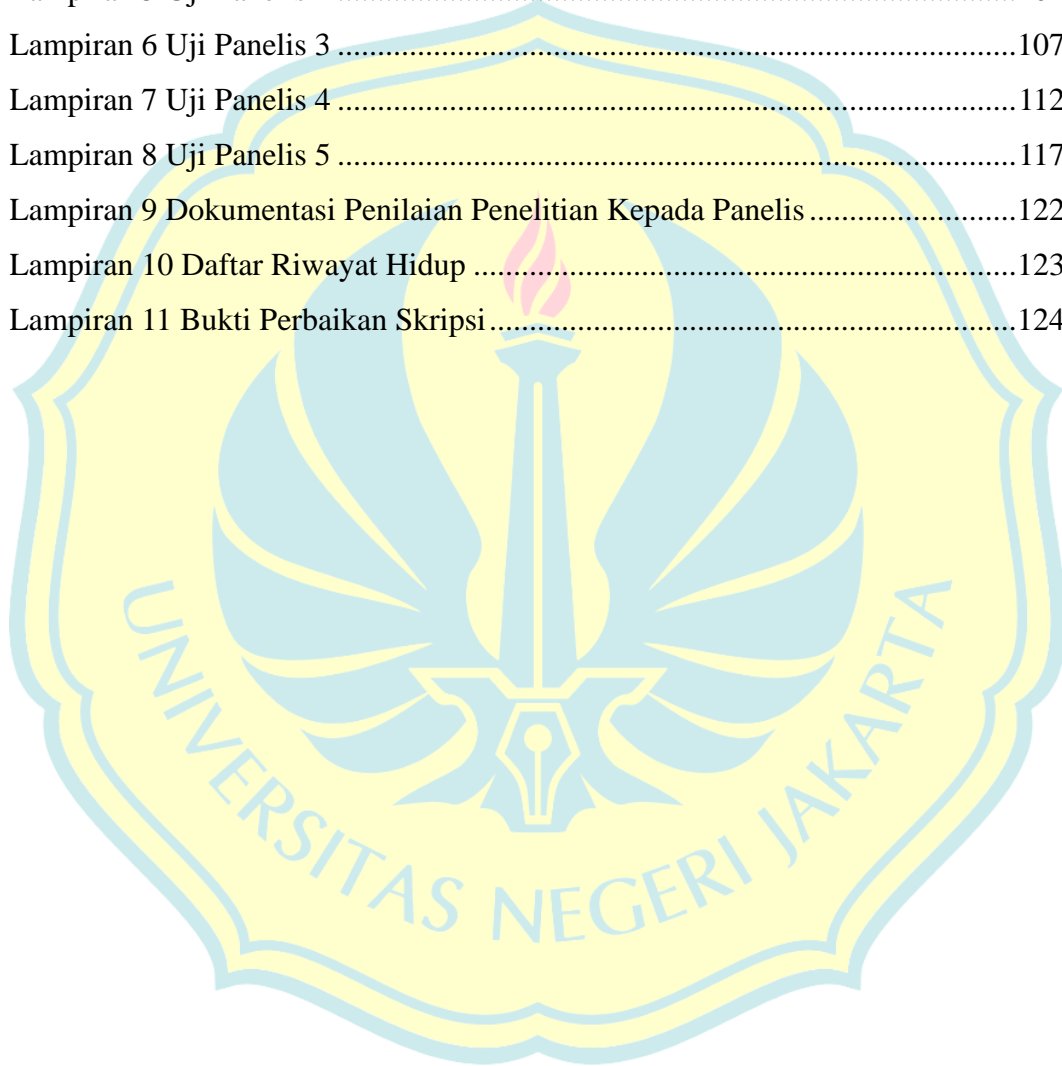 Lampiran 6 Uji Panelis 3........................................................................................107
Lampiran 7 Uji Panelis 4 .......................................................................................112
Lampiran 8 Uji Panelis 5 .......................................................................................117
Lampiran 9 Dokumentasi Penilaian Penelitian Kepada Panelis..........................122
Lampiran 10 Daftar Riwayat Hidup .....................................................................123
Lampiran 11 Bukti Perbaikan Skripsi...................................................................124
UNIVERSITAS NEGERI JAKARTA